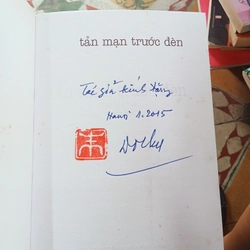 tản mạn trước đèn
Tác giả kính tặng
Hanoi 1.2015